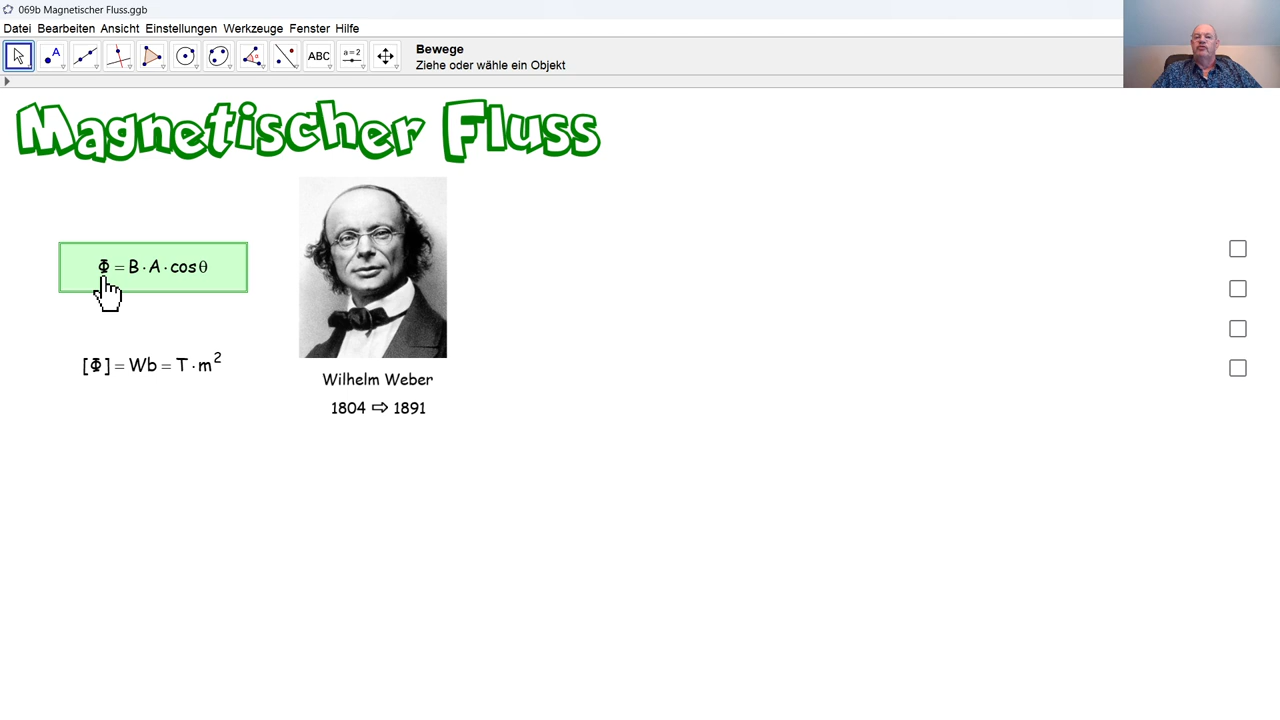 069b Magnetischer Fluss.ggb
Datei Bearbeiten Ansicht Einstellungen Werkzeuge Fenster Hilfe
A
ABC
a=2
Bewege
Ziehe oder wähle ein Objekt
Magnetischer Fluss
Φ = B · A · cos θ
[Φ] = Wb = T · m²
Wilhelm Weber
1804 ⇨ 1891